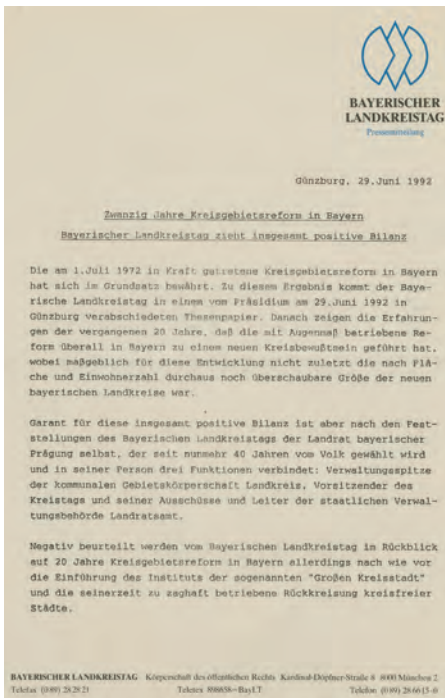 BAYERISCHER
LANDKREISTAG
Pressemitteilung
Günzburg, 29.Juni 1992
Zwanzig Jahre Kreisgebietsreform in Bayern
Bayerischer Landkreistag zieht insgesamt positive Bilanz
Die am 1.Juli 1972 in Kraft getretene Kreisgebietsreform in Bayern
hat sich im Grundsatz bewährt. Zu diesem Ergebnis kommt der Baye-
rische Landkreistag in einem vom Präsidium am 29.Juni 1992 in
Günzburg verabschiedeten Thesenpapier. Danach zeigen die Erfahrun-
gen der vergangenen 20 Jahre, daß die mit Augenmaß betriebene Re-
form überall in Bayern zu einem neuen Kreisbewußtsein geführt hat,
wobei maßgeblich für diese Entwicklung nicht zuletzt die nach Flä-
che und Einwohnerzahl durchaus noch überschaubare Größe der neuen
bayerischen Landkreise war.
Garant für diese insgesamt positive Bilanz ist aber nach den Fest-
stellungen des Bayerischen Landkreistags der Landrat bayerischer
Prägung selbst, der seit nunmehr 40 Jahren vom Volk gewählt wird
und in seiner Person drei Funktionen verbindet: Verwaltungsspitze
der kommunalen Gebietskörperschaft Landkreis, Vorsitzender des
Kreistags und seiner Ausschüsse und Leiter der staatlichen Verwal-
tungsbehörde Landratsamt.
Negativ beurteilt werden vom Bayerischen Landkreistag im Rückblick
auf 20 Jahre Kreisgebietsreform in Bayern allerdings nach wie vor
die Einführung des Instituts der sogenannten "Großen Kreisstadt"
und die seinerzeit zu zaghaft betriebene Rückkreisung kreisfreier
Städte.
BAYERISCHER LANDKREISTAG Körperschaft des öffentlichen Rechts Kardinal-Döpfner-Straße 8 8000 München 2
Telefax (089) 28 28 21 Teletex 898658=BayLT Telefon (089) 28 66 15-0